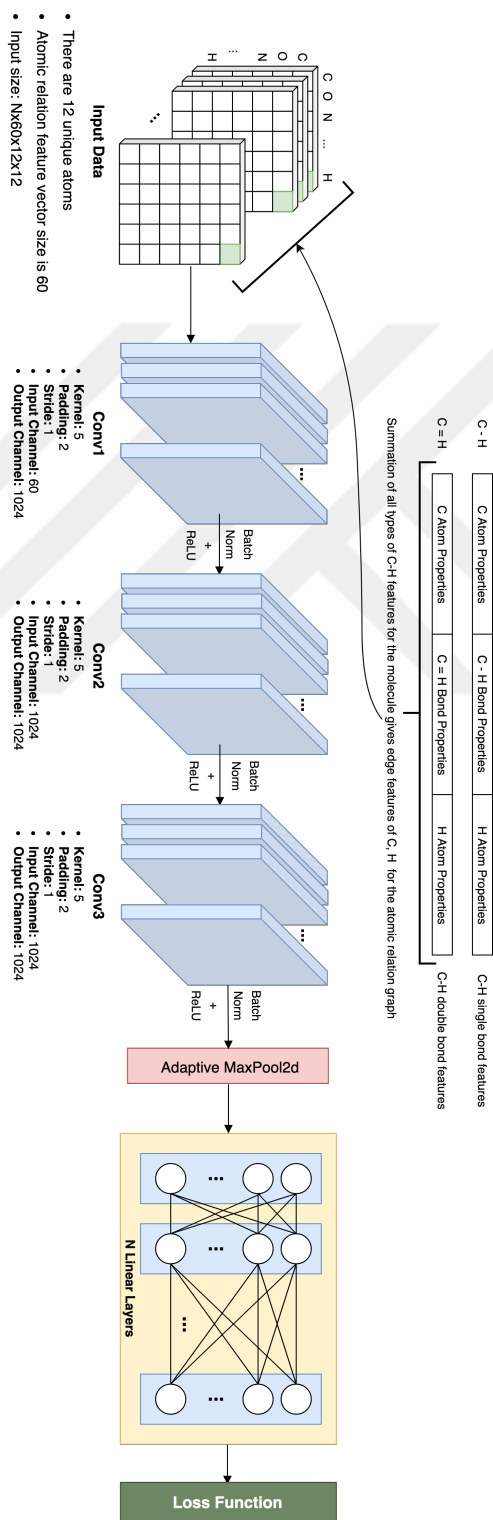 C - H
C Atom Properties
C - H Bond Properties
H Atom Properties
C-H single bond features
C = H
C Atom Properties
C = H Bond Properties
H Atom Properties
C-H double bond features
Summation of all types of C-H features for the molecule gives edge features of C, H for the atomic relation graph
C O N ... H
C
O
N
...
H
...
Input Data
• There are 12 unique atoms
• Atomic relation feature vector size is 60
• Input size: Nx60x12x12
...
Conv1
• Kernel: 5
• Padding: 2
• Stride: 1
• Input Channel: 60
• Output Channel: 1024
Batch
Norm
+
ReLU
...
Conv2
• Kernel: 5
• Padding: 2
• Stride: 1
• Input Channel: 1024
• Output Channel: 1024
Batch
Norm
+
ReLU
...
Conv3
• Kernel: 5
• Padding: 2
• Stride: 1
• Input Channel: 1024
• Output Channel: 1024
Batch
Norm
+
ReLU
Adaptive MaxPool2d
...
...
...
...
N Linear Layers
Loss Function